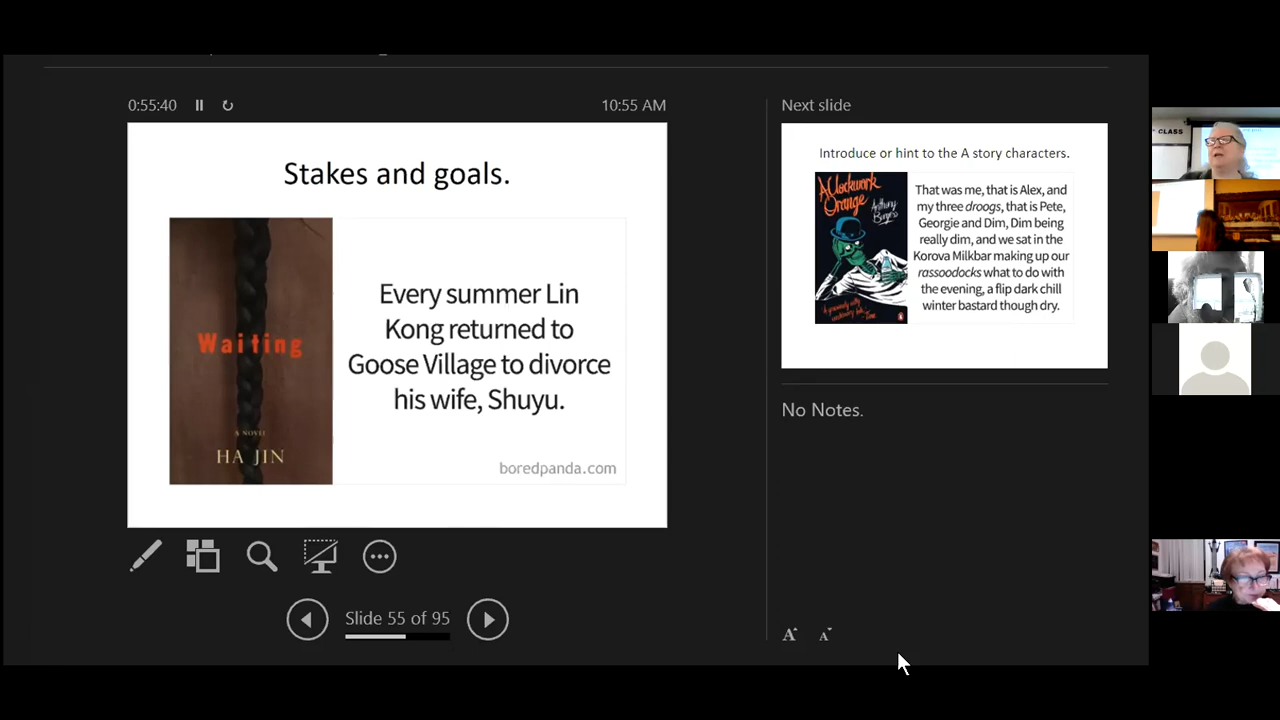 0:55:40
10:55 AM
Stakes and goals.
Waiting
A NOVEL
HA JIN
Every summer Lin
Kong returned to
Goose Village to divorce
his wife, Shuyu.
boredpanda.com
Slide 55 of 95
Next slide
Introduce or hint to the A story characters.
A Clockwork
Orange
Anthony
Burgess
That was me, that is Alex, and
my three droogs, that is Pete,
Georgie and Dim, Dim being
really dim, and we sat in the
Korova Milkbar making up our
rassoodocks what to do with
the evening, a flip dark chill
winter bastard though dry.
No Notes.
A A
CLASS